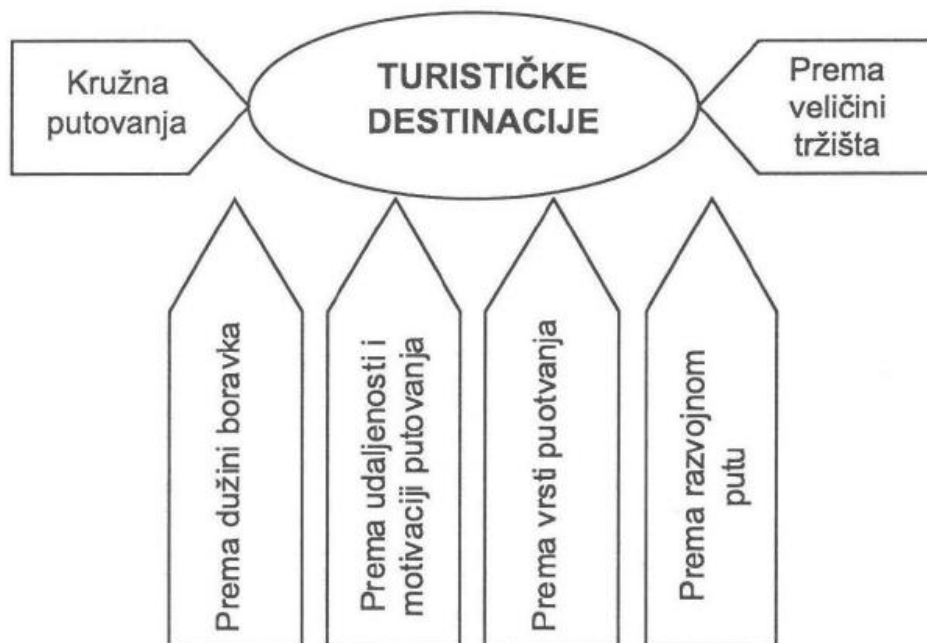 Kružna
putovanja
TURISTIČKE
DESTINACIJE
Prema
veličini
tržišta
Prema dužini boravka
Prema udaljenosti i
motivaciji putovanja
Prema vrsti puotvanja
Prema razvojnom
putu